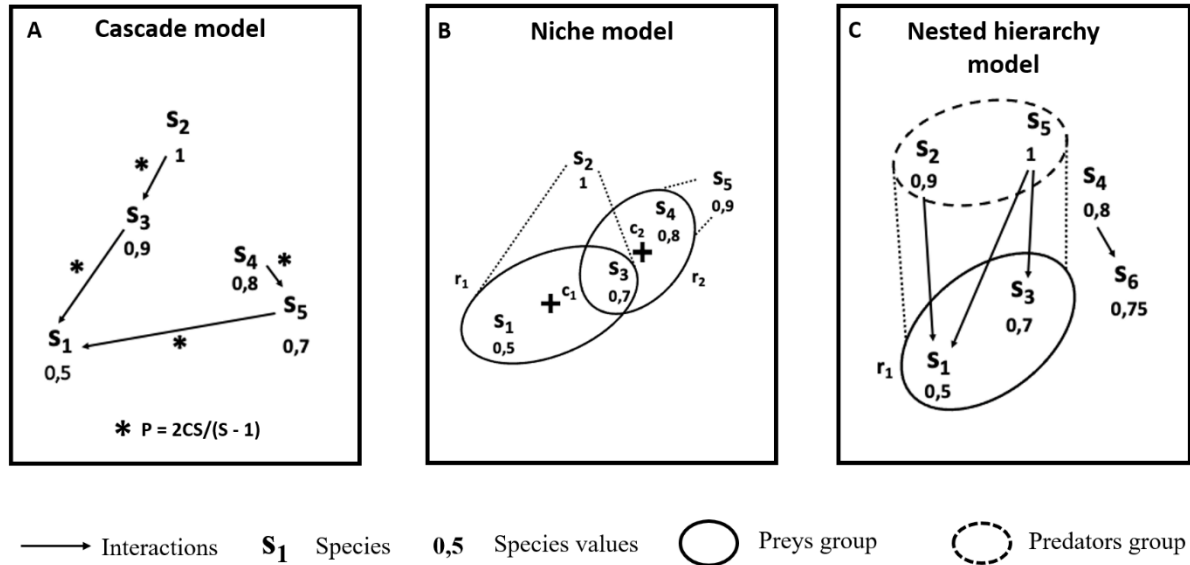 A Cascade model
S2
* 1
S3
* 0,9
S4 *
0,8
S5
S1 * 0,7
0,5
* P = 2CS/(S - 1)
B Niche model
S2
1
S5
S4 0,9
c2 0,8
+
r1 S3 r2
+ c1 0,7
S1
0,5
C Nested hierarchy
model
S5
S2 1
0,9 S4
0,8
S6
S3 0,75
0,7
r1 S1
0,5
Interactions S1 Species 0,5 Species values Preys group Predators group